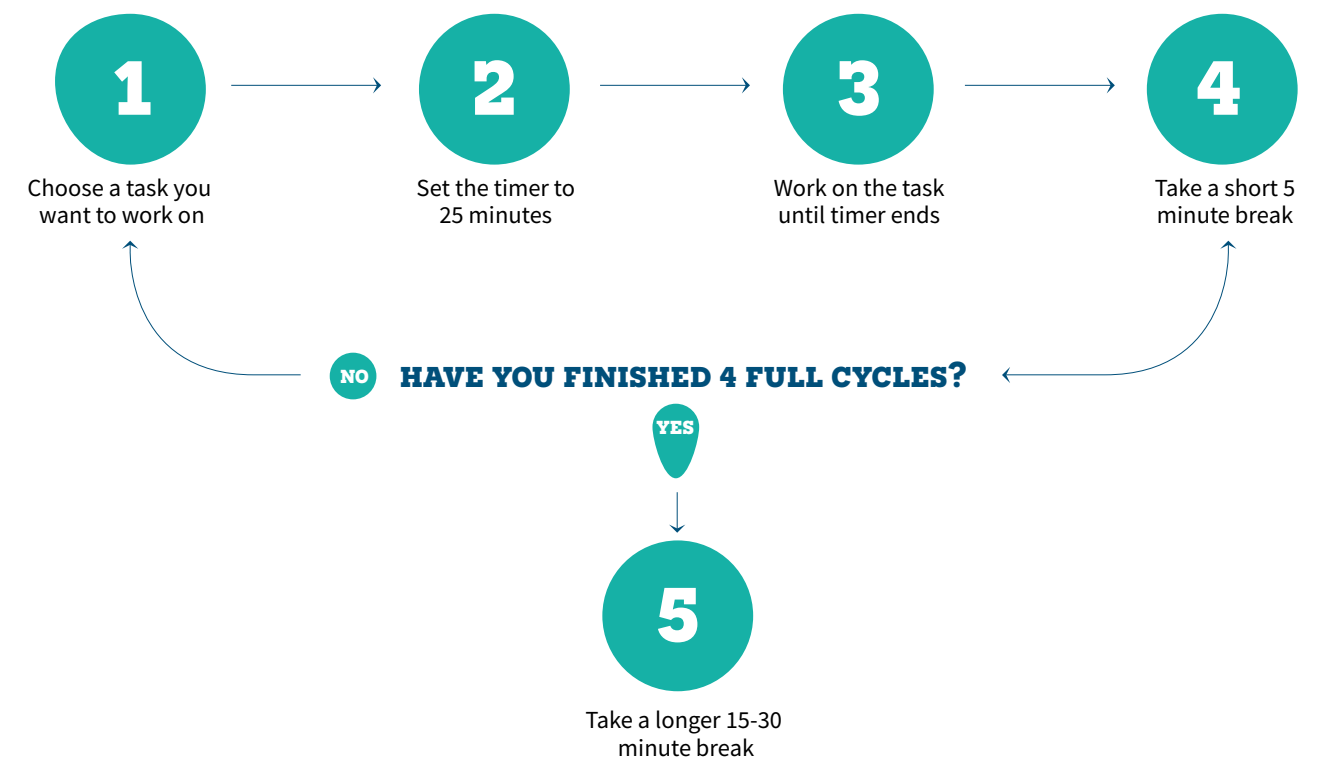 1
2
3
4
Choose a task you
want to work on
Set the timer to
25 minutes
Work on the task
until timer ends
Take a short 5
minute break
NO
HAVE YOU FINISHED 4 FULL CYCLES?
YES
5
Take a longer 15-30
minute break